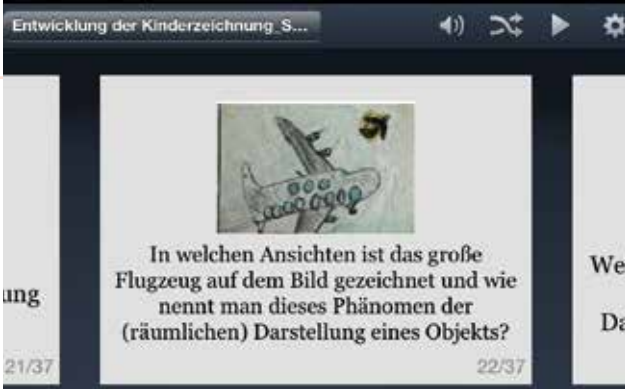 Entwicklung der Kinderzeichnung_S...
In welchen Ansichten ist das große
Flugzeug auf dem Bild gezeichnet und wie
nennt man dieses Phänomen der
(räumlichen) Darstellung eines Objekts?
22/37
ung
21/37
We
Da